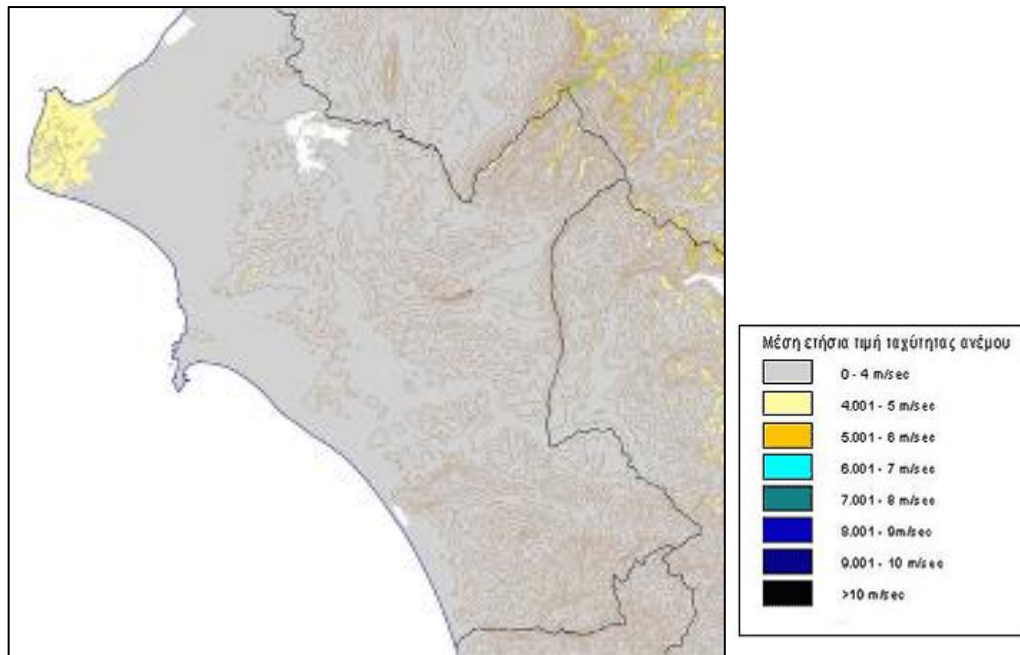 Μέση ετήσια τιμή ταχύτητας ανέμου
0 - 4 m/sec
4.001 - 5 m/sec
5.001 - 6 m/sec
6.001 - 7 m/sec
7.001 - 8 m/sec
8.001 - 9m/sec
9.001 - 10 m/sec
>10 m/sec